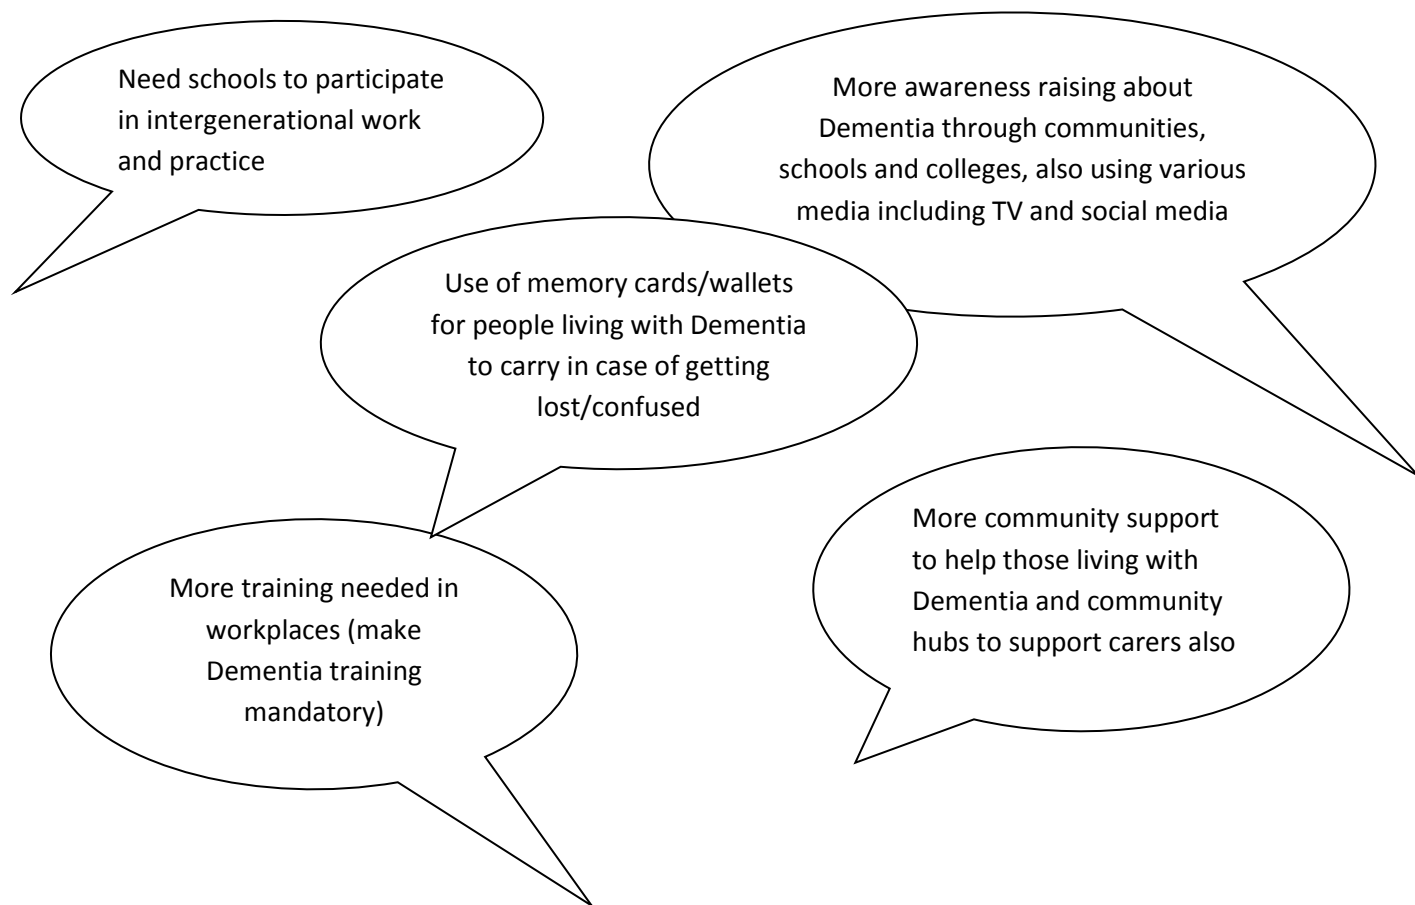 Need schools to participate
in intergenerational work
and practice
More awareness raising about
Dementia through communities,
schools and colleges, also using various
media including TV and social media
Use of memory cards/wallets
for people living with Dementia
to carry in case of getting
lost/confused
More community support
to help those living with
Dementia and community
hubs to support carers also
More training needed in
workplaces (make
Dementia training
mandatory)